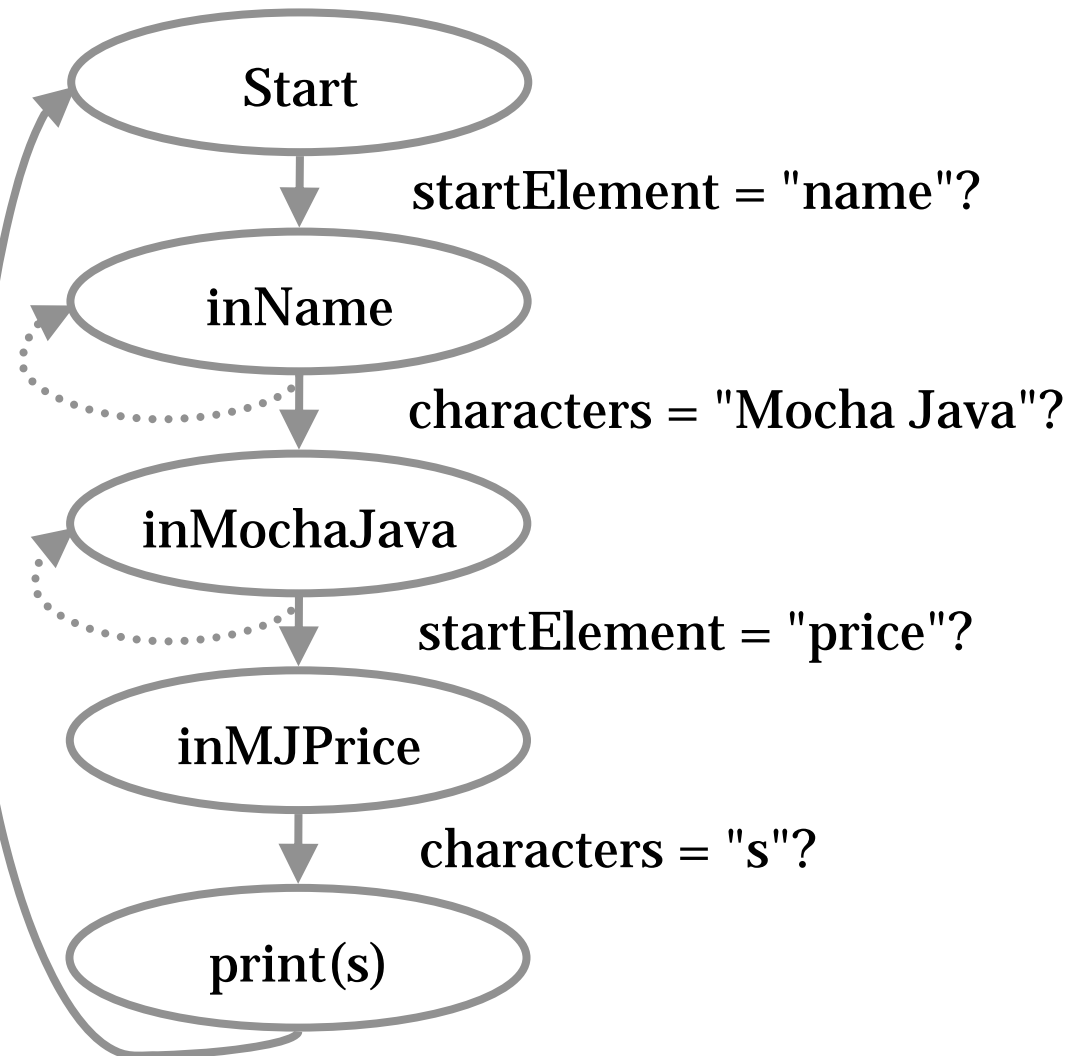 Start
startElement = "name"?
inName
characters = "Mocha Java"?
inMochaJava
startElement = "price"?
inMJPrice
characters = "s"?
print(s)